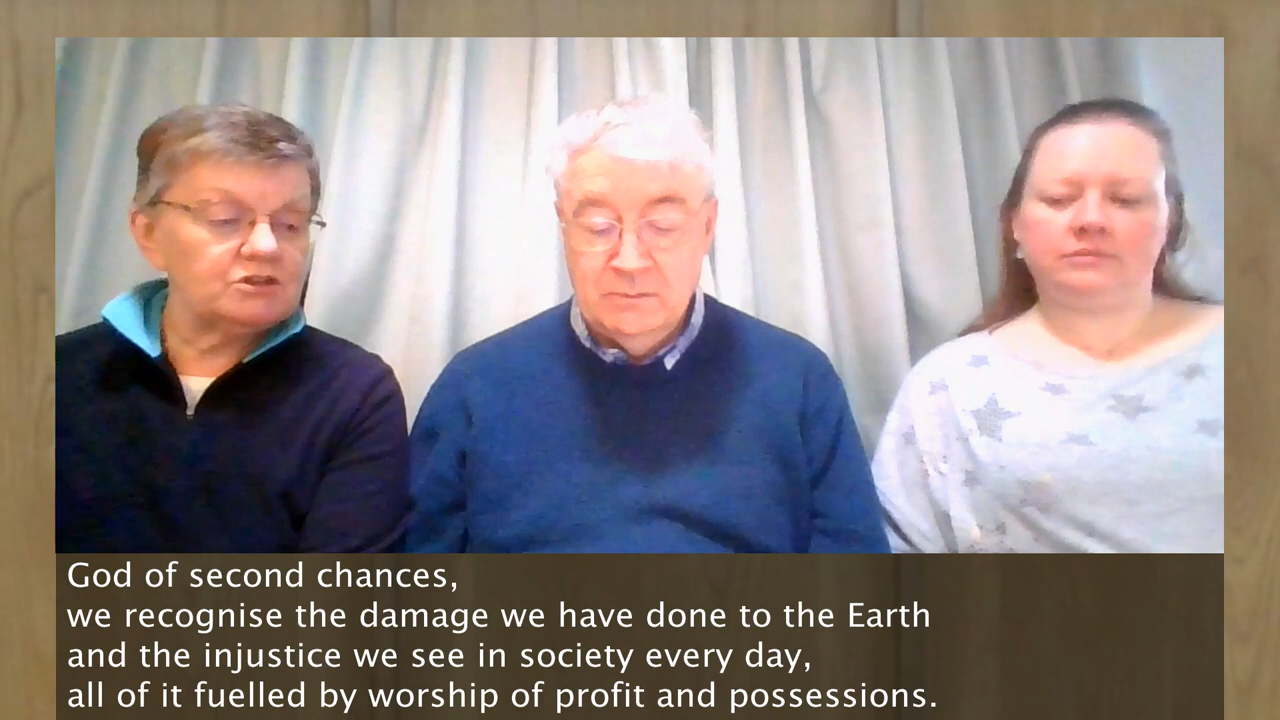 God of second chances,
we recognise the damage we have done to the Earth
and the injustice we see in society every day,
all of it fuelled by worship of profit and possessions.